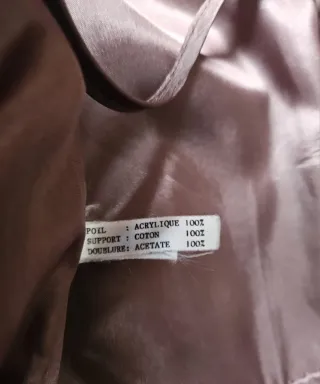 POIL : ACRYLIQUE 100%
SUPPORT : COTON 100%
DOUBLURE: ACETATE 100%